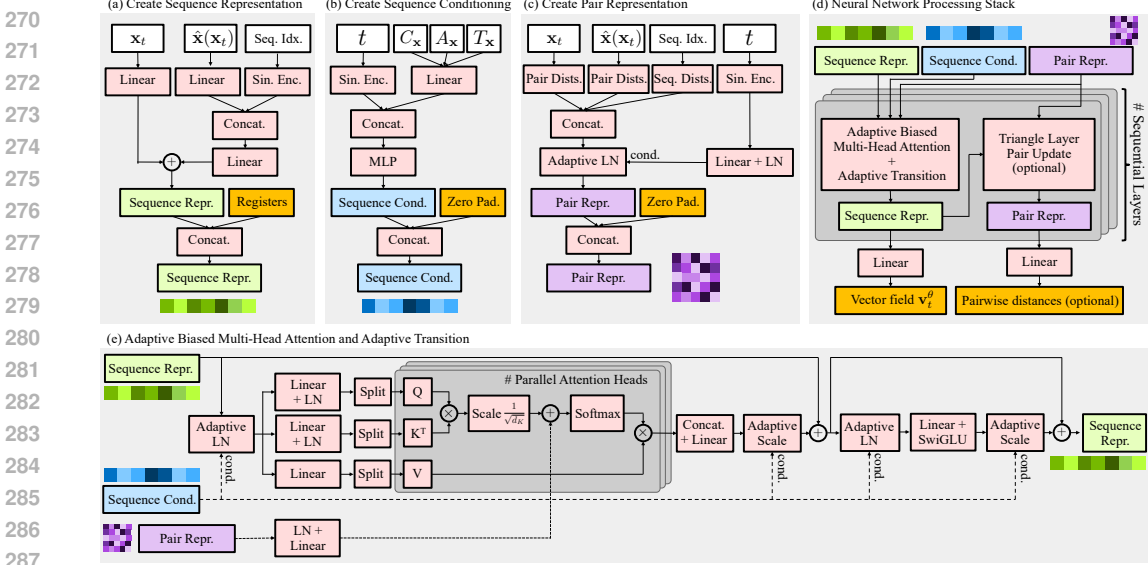 270
271
272
273
274
275
276
277
278
279
280
281
282
283
284
285
286
287
(a) Create Sequence Representation
x_t
x̂(x_t)
Seq. Idx.
Linear
Linear
Sin. Enc.
Concat.
+
Linear
Sequence Repr.
Registers
Concat.
Sequence Repr.
(b) Create Sequence Conditioning
t
C_x
A_x
T_x
Sin. Enc.
Linear
Concat.
MLP
Sequence Cond.
Zero Pad.
Concat.
Sequence Cond.
(c) Create Pair Representation
x_t
x̂(x_t)
Seq. Idx.
t
Pair Dists.
Pair Dists.
Seq. Dists.
Sin. Enc.
Concat.
Adaptive LN
cond.
Linear + LN
Pair Repr.
Zero Pad.
Concat.
Pair Repr.
(d) Neural Network Processing Stack
Sequence Repr.
Sequence Cond.
Pair Repr.
Adaptive Biased
Multi-Head Attention
+
Adaptive Transition
Triangle Layer
Pair Update
(optional)
# Sequential Layers
Sequence Repr.
Pair Repr.
Linear
Linear
Vector field v_t^θ
Pairwise distances (optional)
(e) Adaptive Biased Multi-Head Attention and Adaptive Transition
Sequence Repr.
Adaptive
LN
cond.
Sequence Cond.
Pair Repr.
Linear
+ LN
Split
Q
Linear
+ LN
Split
K^T
Linear
Split
V
LN +
Linear
# Parallel Attention Heads
×
Scale 1/√d_K
+
Softmax
×
Concat.
+ Linear
Adaptive
Scale
cond.
+
Adaptive
LN
cond.
Linear +
SwiGLU
Adaptive
Scale
cond.
+
Sequence
Repr.